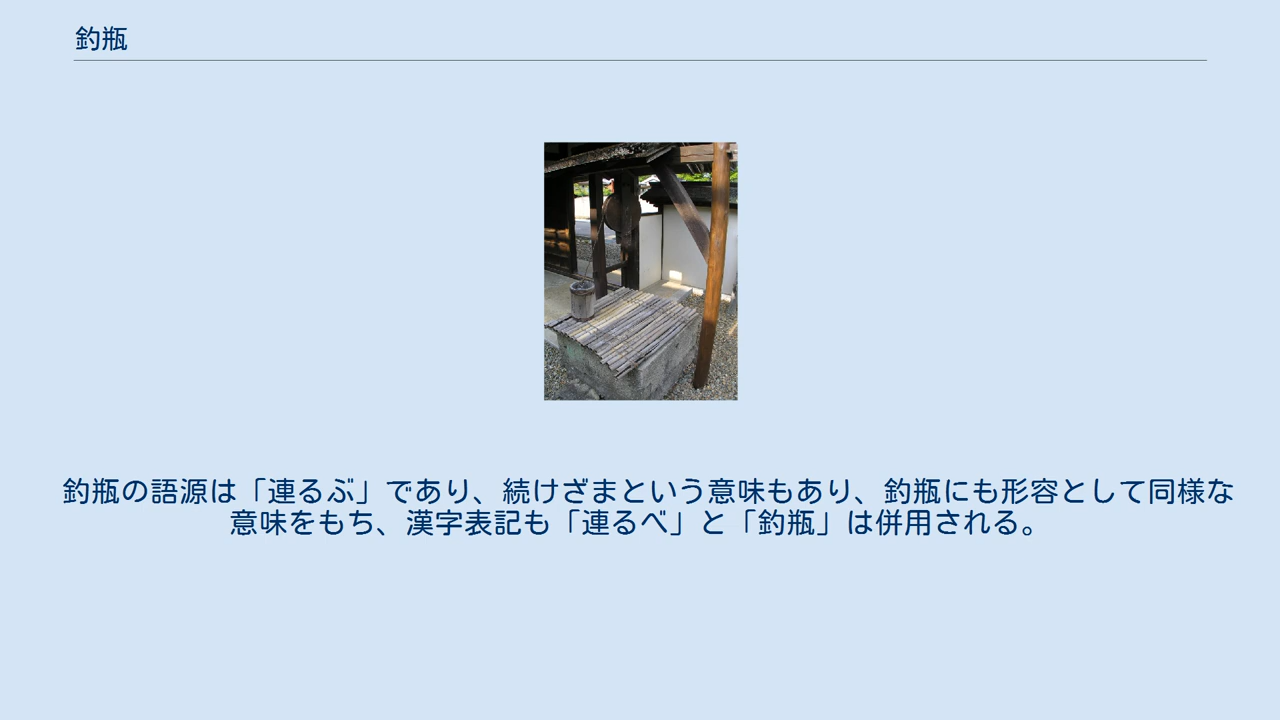 釣瓶
釣瓶の語源は「連るぶ」であり、続けざまという意味もあり、釣瓶にも形容として同様な
意味をもち、漢字表記も「連るべ」と「釣瓶」は併用される。